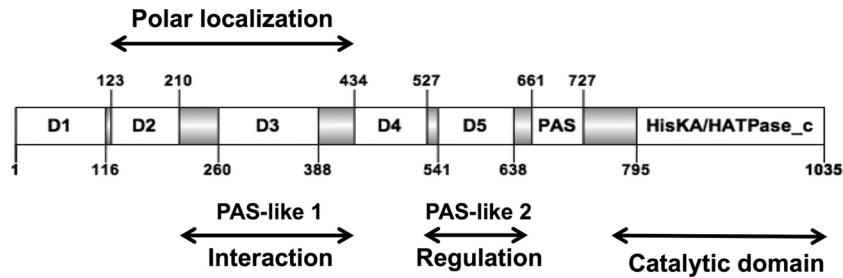 Polar localization
123 210 434 527 661 727
D1 D2 D3 D4 D5 PAS HisKA/HATPase_c
1 116 260 388 541 638 795 1035
PAS-like 1 PAS-like 2
Interaction Regulation Catalytic domain